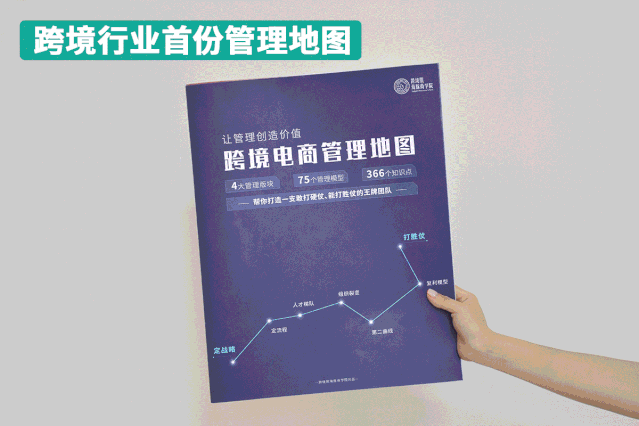 跨境行业首份管理地图
让管理创造价值
跨境电商管理地图
4大管理版块
75个管理模型
366个知识点
帮你打造一支敢打硬仗、能打胜仗的王牌团队
打胜仗
复利模型
组织裂变
人才梯队
定流程
第二曲线
定战略